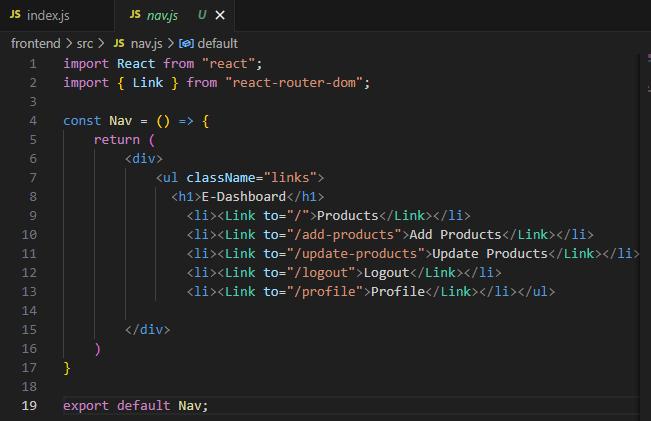 JS index.js JS nav.js U ×
frontend > src > JS nav.js > default
1 import React from "react";
2 import { Link } from "react-router-dom";
3
4 const Nav = () => {
5 return (
6 <div>
7 <ul className="links">
8 <h1>E-Dashboard</h1>
9 <li><Link to="/">Products</Link></li>
10 <li><Link to="/add-products">Add Products</Link></li>
11 <li><Link to="/update-products">Update Products</Link></li>
12 <li><Link to="/logout">Logout</Link></li>
13 <li><Link to="/profile">Profile</Link></li></ul>
14
15 </div>
16 )
17 }
18
19 export default Nav;